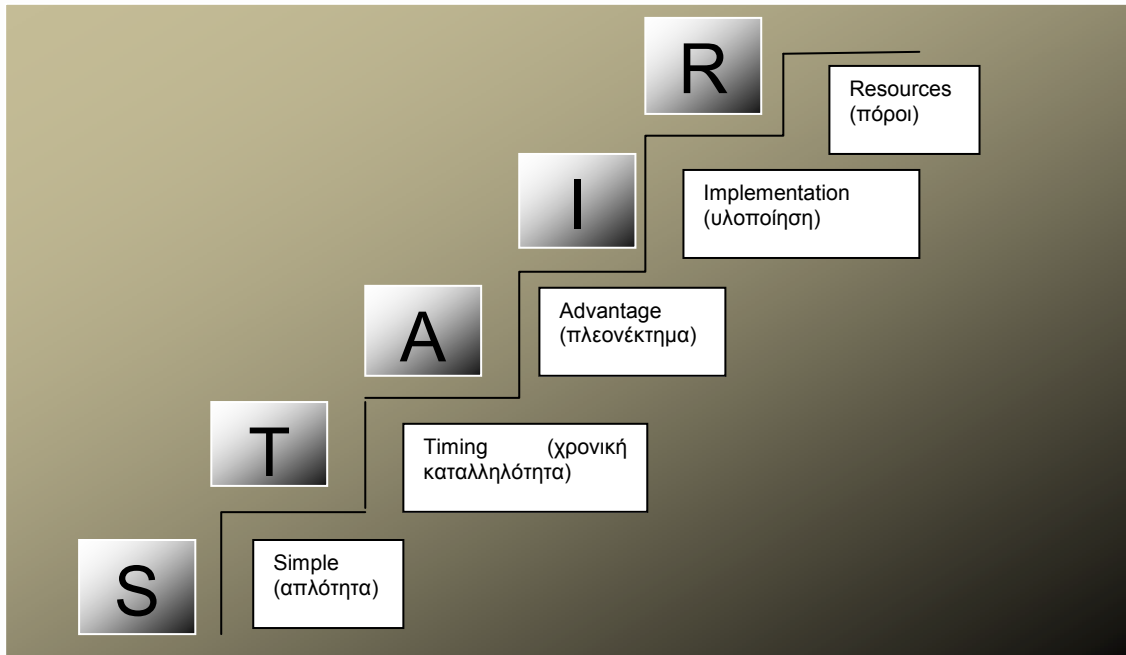 R
Resources
(πόροι)
I
Implementation
(υλοποίηση)
A
Advantage
(πλεονέκτημα)
T
Timing (χρονική
καταλληλότητα)
S
Simple
(απλότητα)